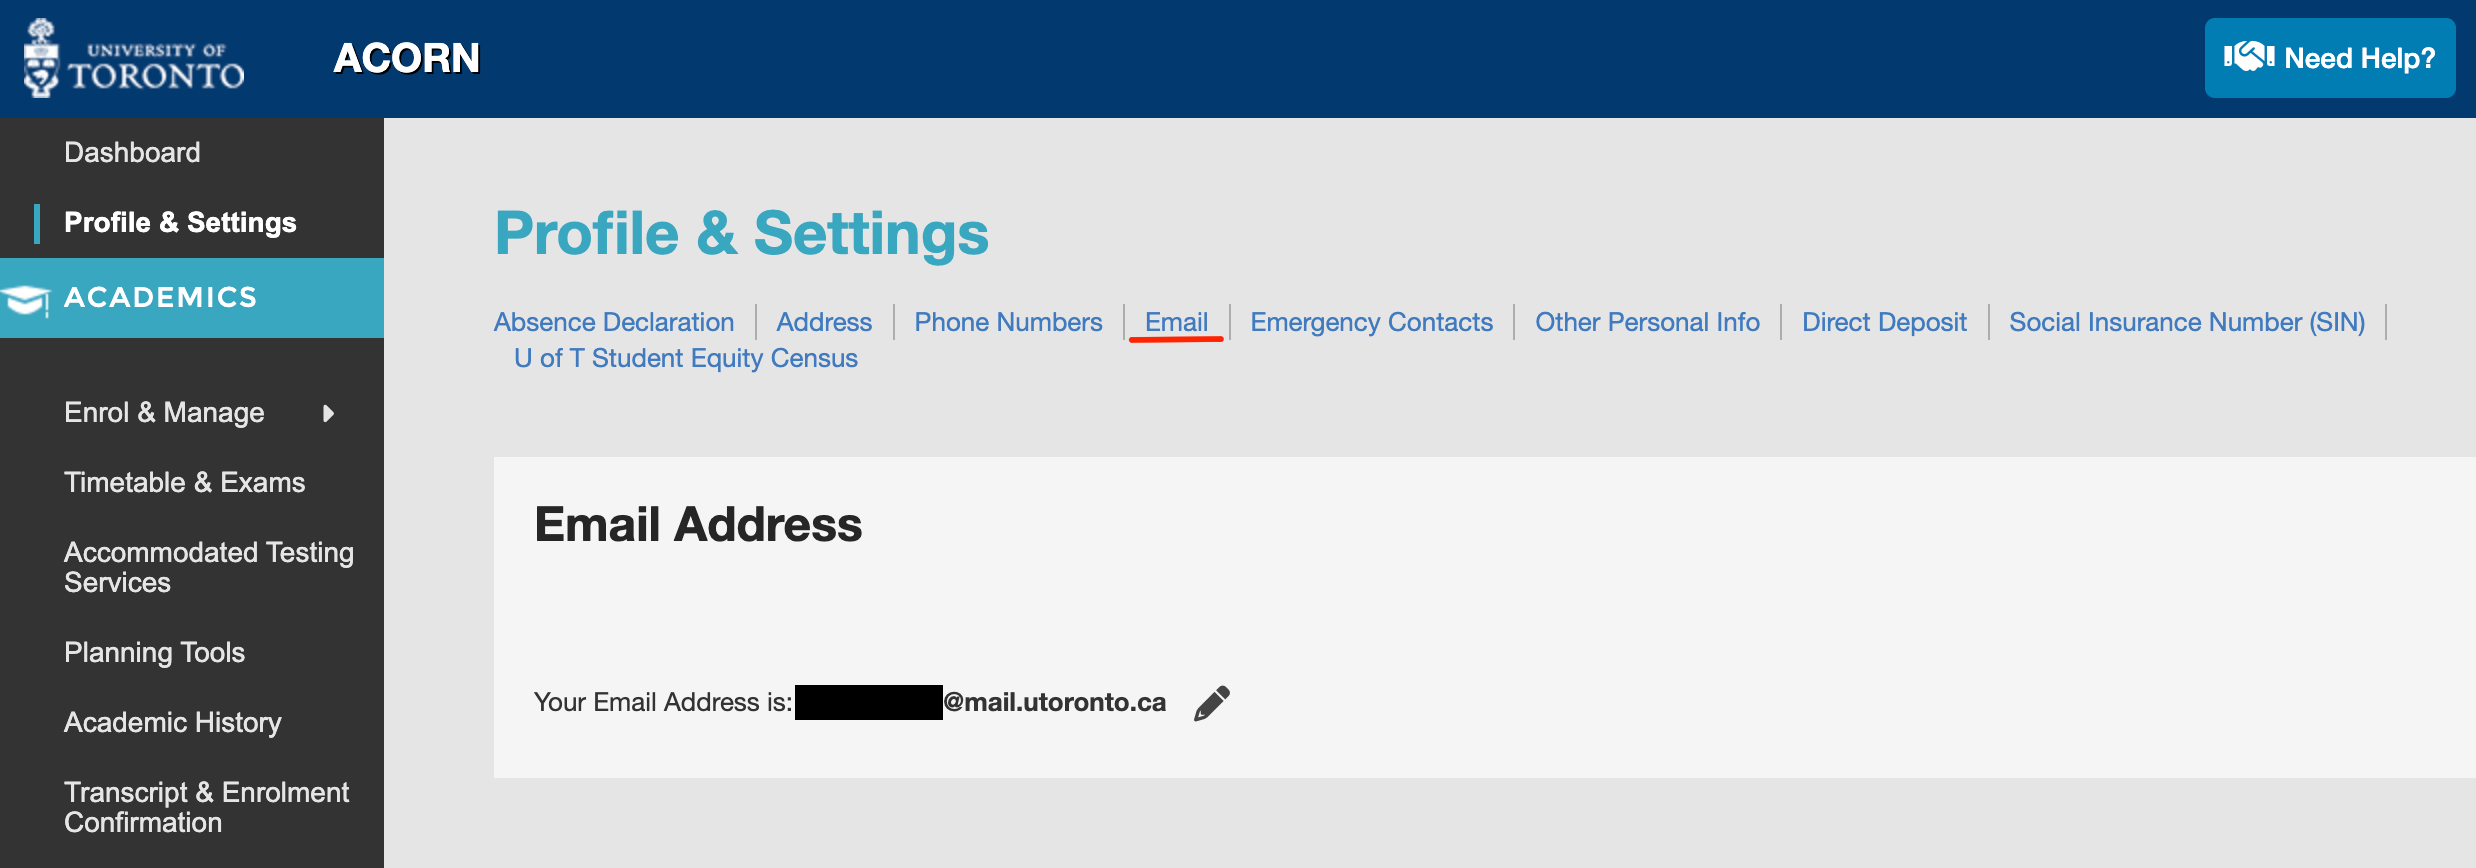 UNIVERSITY OF
TORONTO
ACORN
Need Help?
Dashboard
Profile & Settings
ACADEMICS
Enrol & Manage
Timetable & Exams
Accommodated Testing
Services
Planning Tools
Academic History
Transcript & Enrolment
Confirmation
Profile & Settings
Absence Declaration Address Phone Numbers Email Emergency Contacts Other Personal Info Direct Deposit Social Insurance Number (SIN)
U of T Student Equity Census
Email Address
Your Email Address is: @mail.utoronto.ca